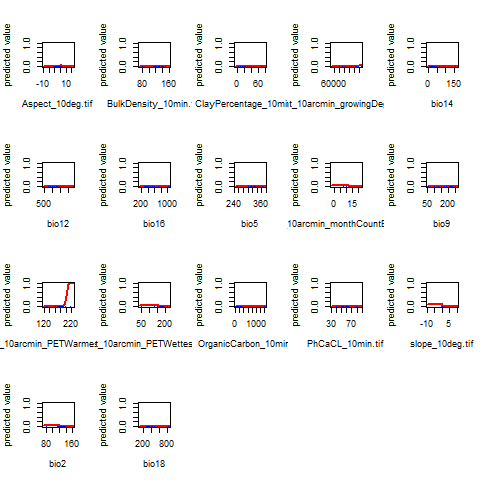 predicted value
0.0 1.0
-10 10
Aspect_10deg.tif
predicted value
0.0 1.0
80 160
BulkDensity_10min.
predicted value
0.0 1.0
0 60
ClayPercentage_10mi
predicted value
0.0 1.0
60000
t_10arcmin_growingDe
predicted value
0.0 1.0
0 150
bio14
predicted value
0.0 1.0
500
bio12
predicted value
0.0 1.0
200 1000
bio16
predicted value
0.0 1.0
240 360
bio5
predicted value
0.0 1.0
0 15
10arcmin_monthCountE
predicted value
0.0 1.0
50 200
bio9
predicted value
0.0 1.0
120 220
_10arcmin_PETWarmes
predicted value
0.0 1.0
50 200
t_10arcmin_PETWettes
predicted value
0.0 1.0
0 1000
OrganicCarbon_10mir
predicted value
0.0 1.0
30 70
PhCaCL_10min.tif
predicted value
0.0 1.0
-10 5
slope_10deg.tif
predicted value
0.0 1.0
80 160
bio2
predicted value
0.0 1.0
200 800
bio18